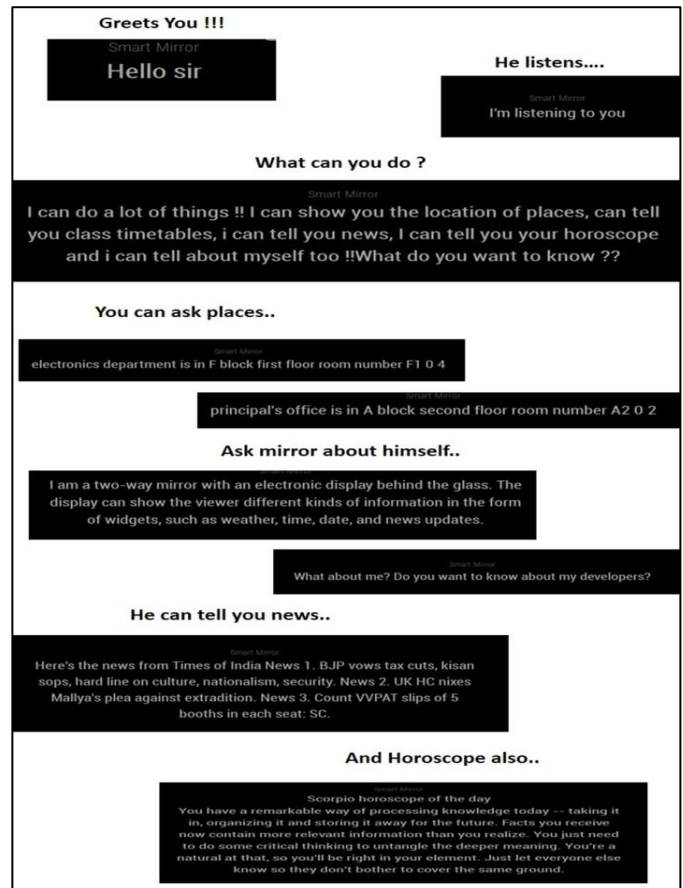 Greets You !!!
Smart Mirror
Hello sir
He listens....
Smart Mirror
I'm listening to you
What can you do ?
Smart Mirror
I can do a lot of things !! I can show you the location of places, can tell
you class timetables, i can tell you news, I can tell you your horoscope
and i can tell about myself too !!What do you want to know ??
You can ask places..
Smart Mirror
electronics department is in F block first floor room number F1 0 4
Smart Mirror
principal's office is in A block second floor room number A2 0 2
Ask mirror about himself..
Smart Mirror
I am a two-way mirror with an electronic display behind the glass. The
display can show the viewer different kinds of information in the form
of widgets, such as weather, time, date, and news updates.
Smart Mirror
What about me? Do you want to know about my developers?
He can tell you news..
Smart Mirror
Here's the news from Times of India News 1. BJP vows tax cuts, kisan
sops, hard line on culture, nationalism, security. News 2. UK HC nixes
Mallya's plea against extradition. News 3. Count VVPAT slips of 5
booths in each seat: SC.
And Horoscope also..
Smart Mirror
Scorpio horoscope of the day
You have a remarkable way of processing knowledge today -- taking it
in, organizing it and storing it away for the future. Facts you receive
now contain more relevant information than you realize. You just need
to do some critical thinking to untangle the deeper meaning. You're a
natural at that, so you'll be right in your element. Just let everyone else
know so they don't bother to cover the same ground.